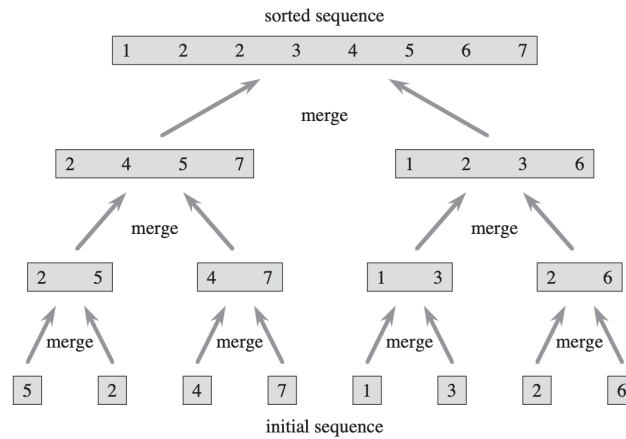 sorted sequence
1 2 2 3 4 5 6 7
merge
2 4 5 7 1 2 3 6
merge merge
2 5 4 7 1 3 2 6
merge merge merge merge
5 2 4 7 1 3 2 6
initial sequence